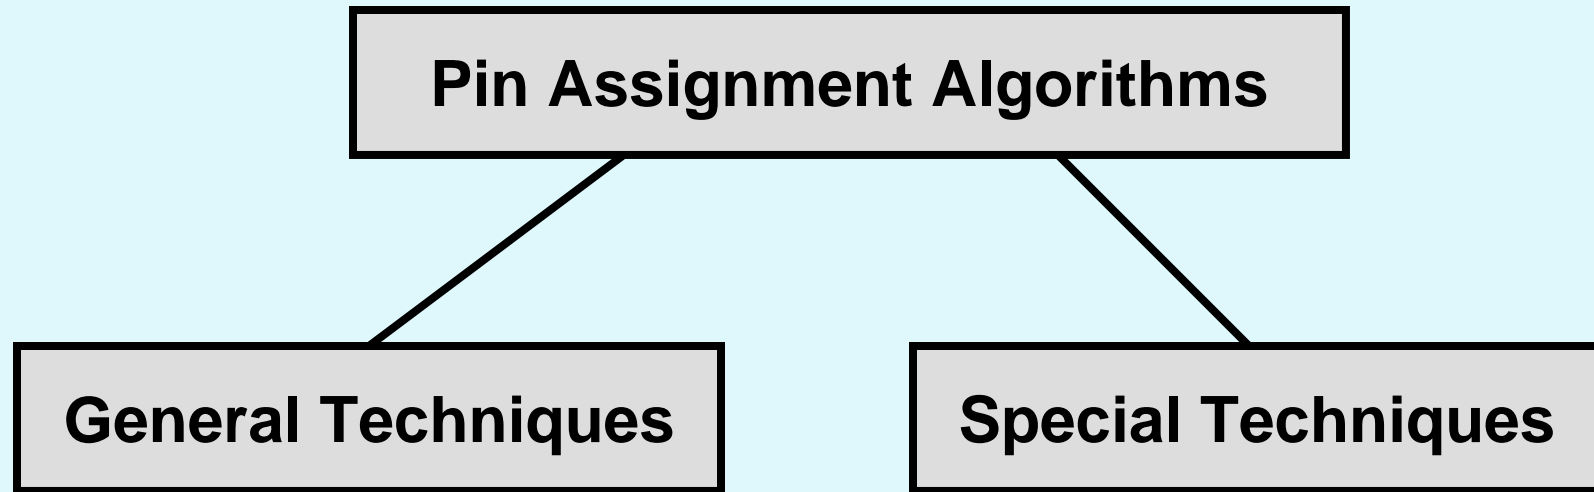 Pin Assignment Algorithms
General Techniques
Special Techniques